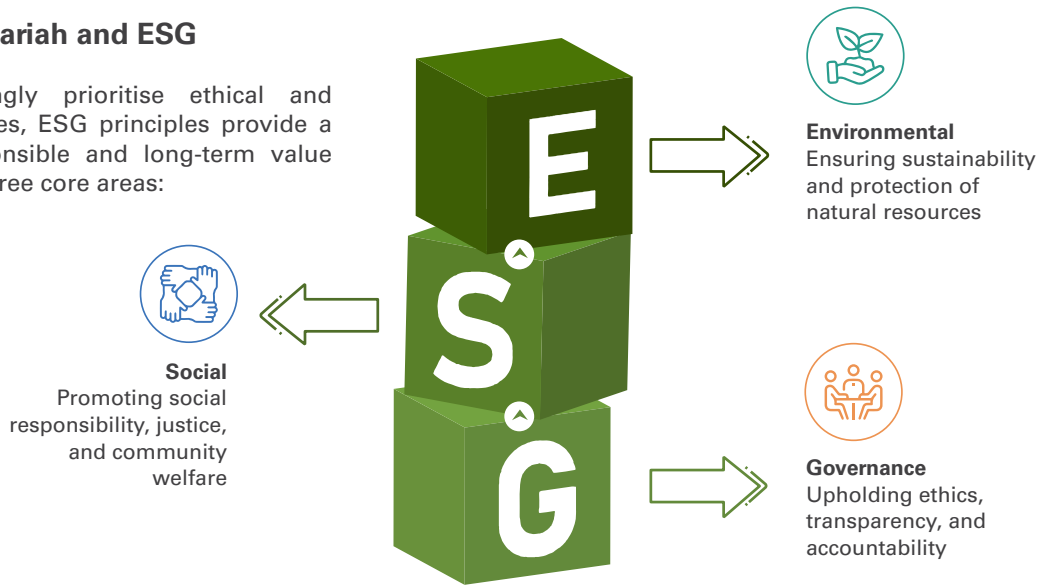 ariah and ESG
ngly prioritise ethical and
es, ESG principles provide a
onsible and long-term value
ree core areas:
E
S
G
Environmental
Ensuring sustainability
and protection of
natural resources
Social
Promoting social
responsibility, justice,
and community
welfare
Governance
Upholding ethics,
transparency, and
accountability